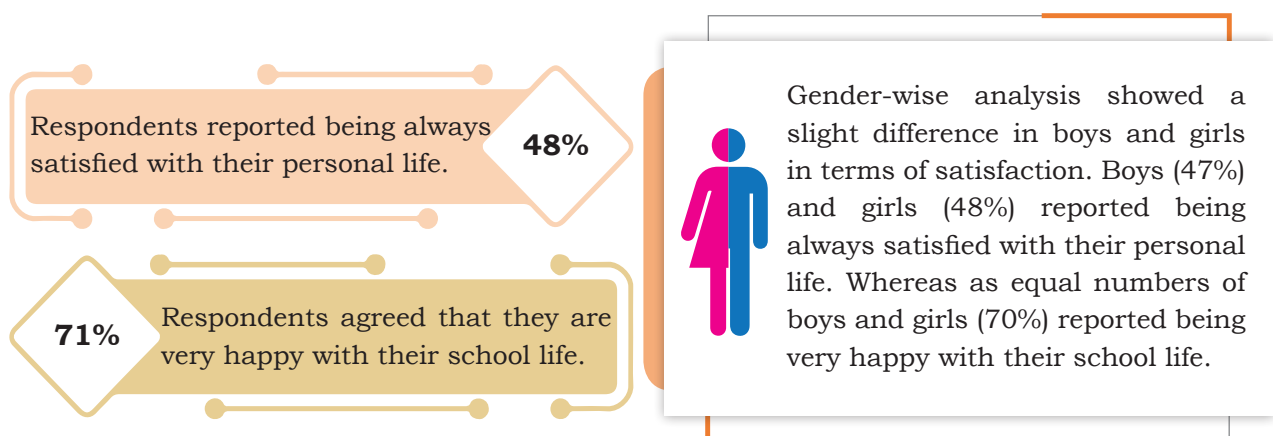 Respondents reported being always
satisfied with their personal life.
48%
71%
Respondents agreed that they are
very happy with their school life.
Gender-wise analysis showed a
slight difference in boys and girls
in terms of satisfaction. Boys (47%)
and girls (48%) reported being
always satisfied with their personal
life. Whereas as equal numbers of
boys and girls (70%) reported being
very happy with their school life.